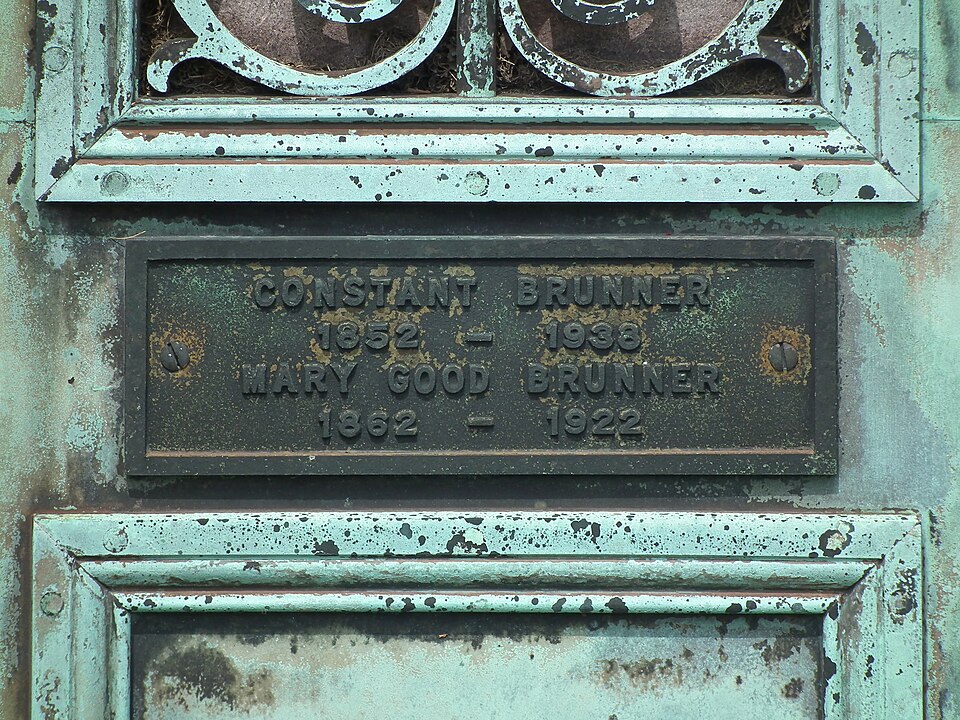 CONSTANT BRUNNER
1852 – 1938
MARY GOOD BRUNNER
1862 – 1922